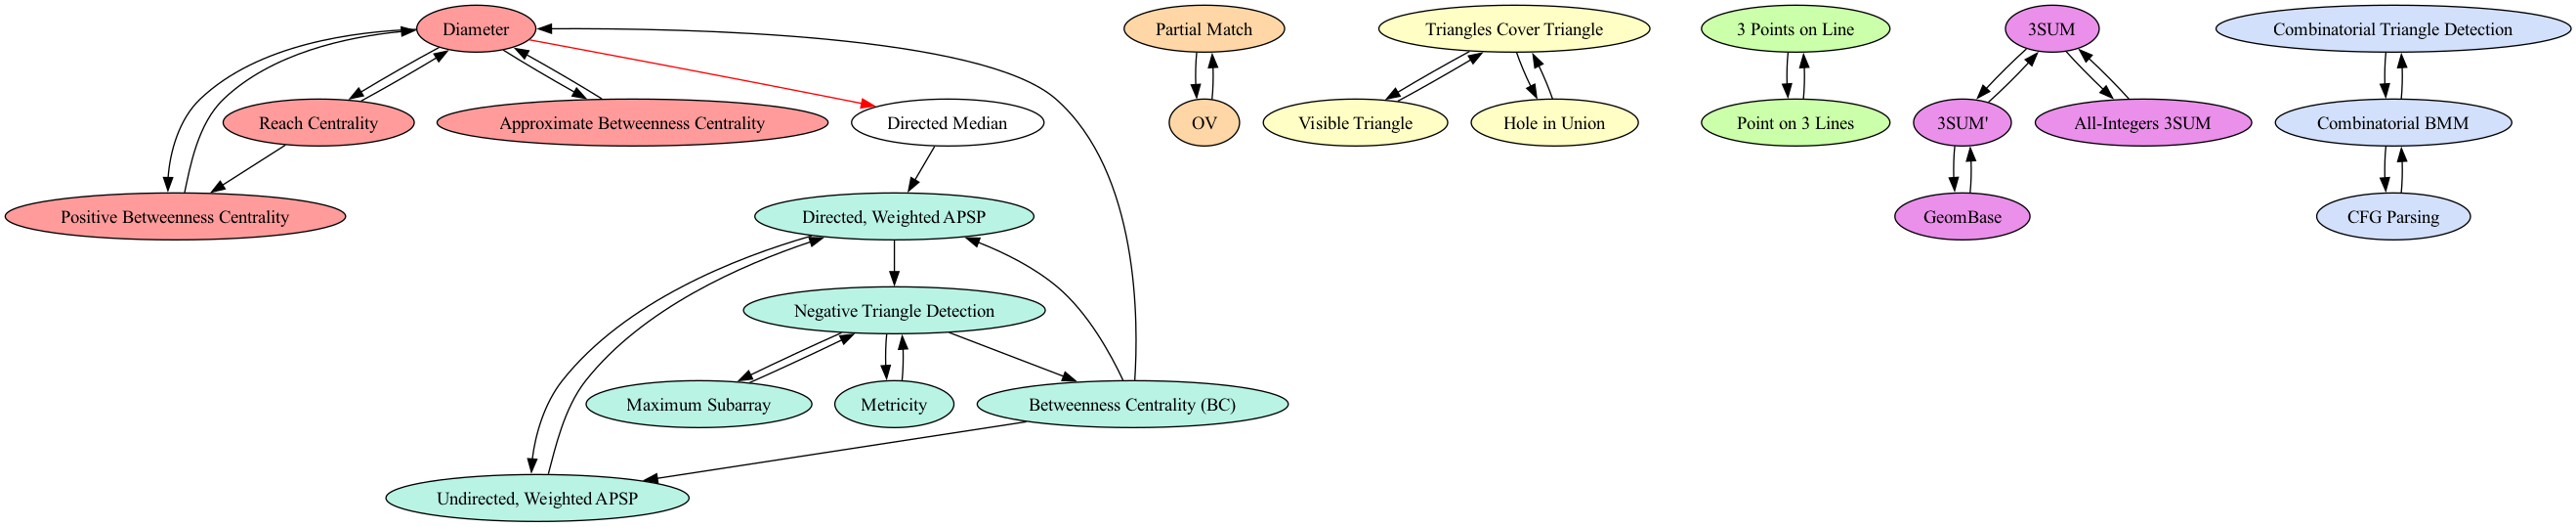 Diameter
Partial Match
Triangles Cover Triangle
3 Points on Line
3SUM
Combinatorial Triangle Detection
Reach Centrality
Approximate Betweenness Centrality
Directed Median
OV
Visible Triangle
Hole in Union
Point on 3 Lines
3SUM'
All-Integers 3SUM
Combinatorial BMM
Positive Betweenness Centrality
Directed, Weighted APSP
GeomBase
CFG Parsing
Negative Triangle Detection
Maximum Subarray
Metricity
Betweenness Centrality (BC)
Undirected, Weighted APSP